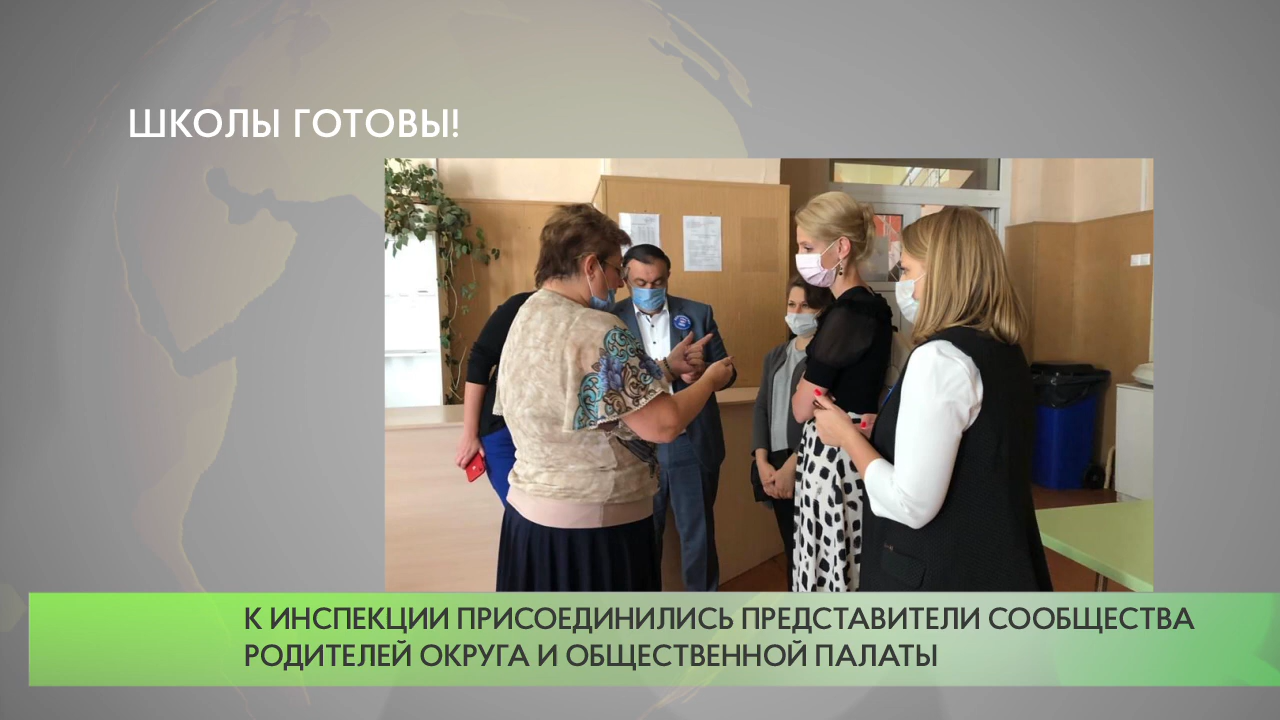 ШКОЛЫ ГОТОВЫ!
К ИНСПЕКЦИИ ПРИСОЕДИНИЛИСЬ ПРЕДСТАВИТЕЛИ СООБЩЕСТВА
РОДИТЕЛЕЙ ОКРУГА И ОБЩЕСТВЕННОЙ ПАЛАТЫ